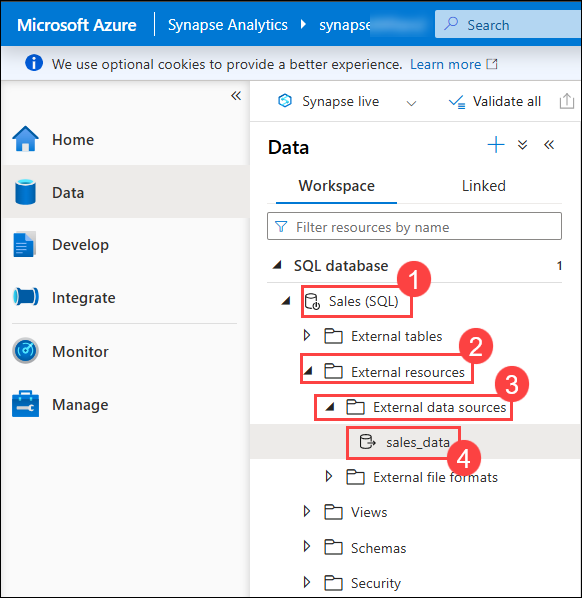 Microsoft Azure
Synapse Analytics
synapse
Search
We use optional cookies to provide a better experience. Learn more
Synapse live
Validate all
Home
Data
Develop
Integrate
Monitor
Manage
Data
Workspace
Linked
Filter resources by name
SQL database 1
1
Sales (SQL)
External tables
2
External resources
3
External data sources
sales_data
4
External file formats
Views
Schemas
Security